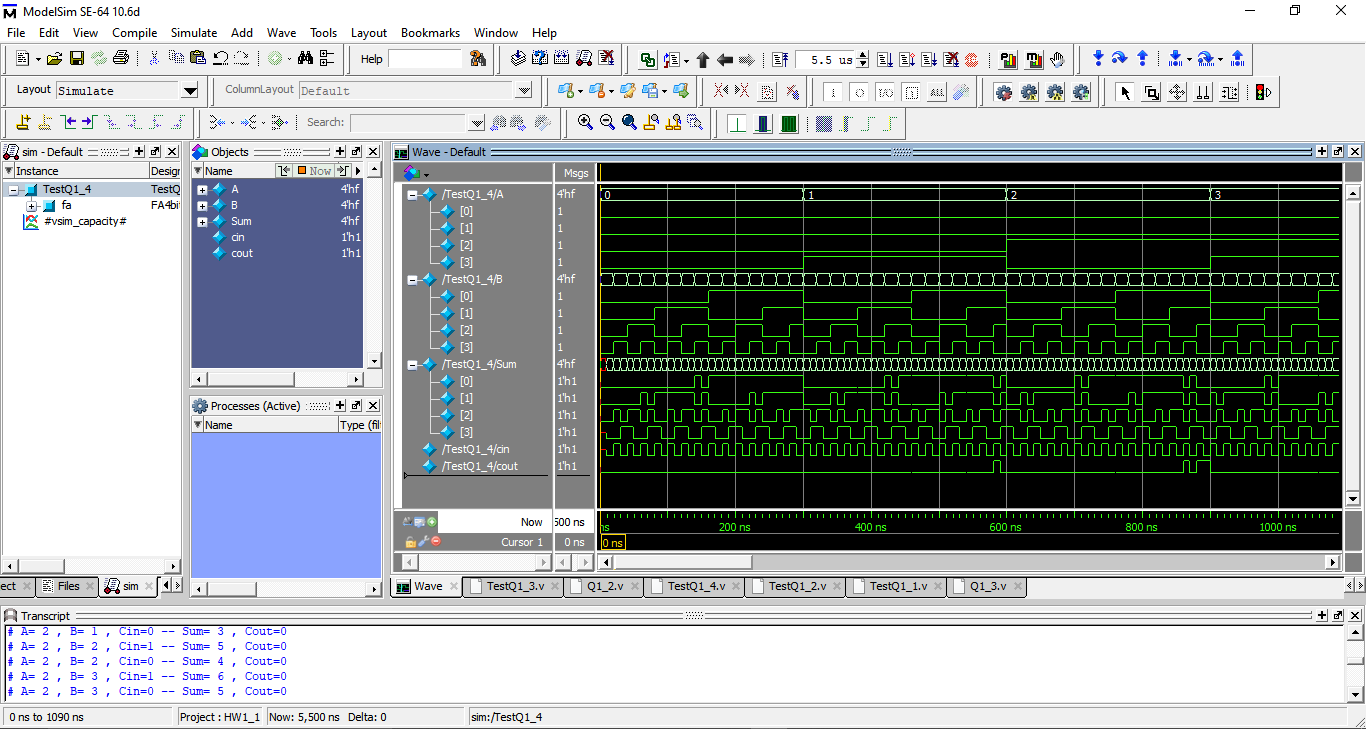 ModelSim SE-64 10.6d
File Edit View Compile Simulate Add Wave Tools Layout Bookmarks Window Help
Help
5.5 us
Layout Simulate
ColumnLayout Default
ALL
Search:
sim - Default
Instance Design
TestQ1_4 TestQ
fa FA4bit
#vsim_capacity#
Objects
Name Now
A 4'hf
B 4'hf
Sum 4'hf
cin 1'h1
cout 1'h1
Processes (Active)
Name Type (filt
Wave - Default
Msgs
/TestQ1_4/A 4'hf 0 1 2 3
[0] 1
[1] 1
[2] 1
[3] 1
/TestQ1_4/B 4'hf
[0] 1
[1] 1
[2] 1
[3] 1
/TestQ1_4/Sum 4'hf
[0] 1'h1
[1] 1'h1
[2] 1'h1
[3] 1'h1
/TestQ1_4/cin 1'h1
/TestQ1_4/cout 1'h1
Now 500 ns ns 200 ns 400 ns 600 ns 800 ns 1000 ns
Cursor 1 0 ns 0 ns
ect Files sim
Wave TestQ1_3.v Q1_2.v TestQ1_4.v TestQ1_2.v TestQ1_1.v Q1_3.v
Transcript
# A= 2 , B= 1 , Cin=0 -- Sum= 3 , Cout=0
# A= 2 , B= 2 , Cin=1 -- Sum= 5 , Cout=0
# A= 2 , B= 2 , Cin=0 -- Sum= 4 , Cout=0
# A= 2 , B= 3 , Cin=1 -- Sum= 6 , Cout=0
# A= 2 , B= 3 , Cin=0 -- Sum= 5 , Cout=0
0 ns to 1090 ns Project : HW1_1 Now: 5,500 ns Delta: 0 sim:/TestQ1_4